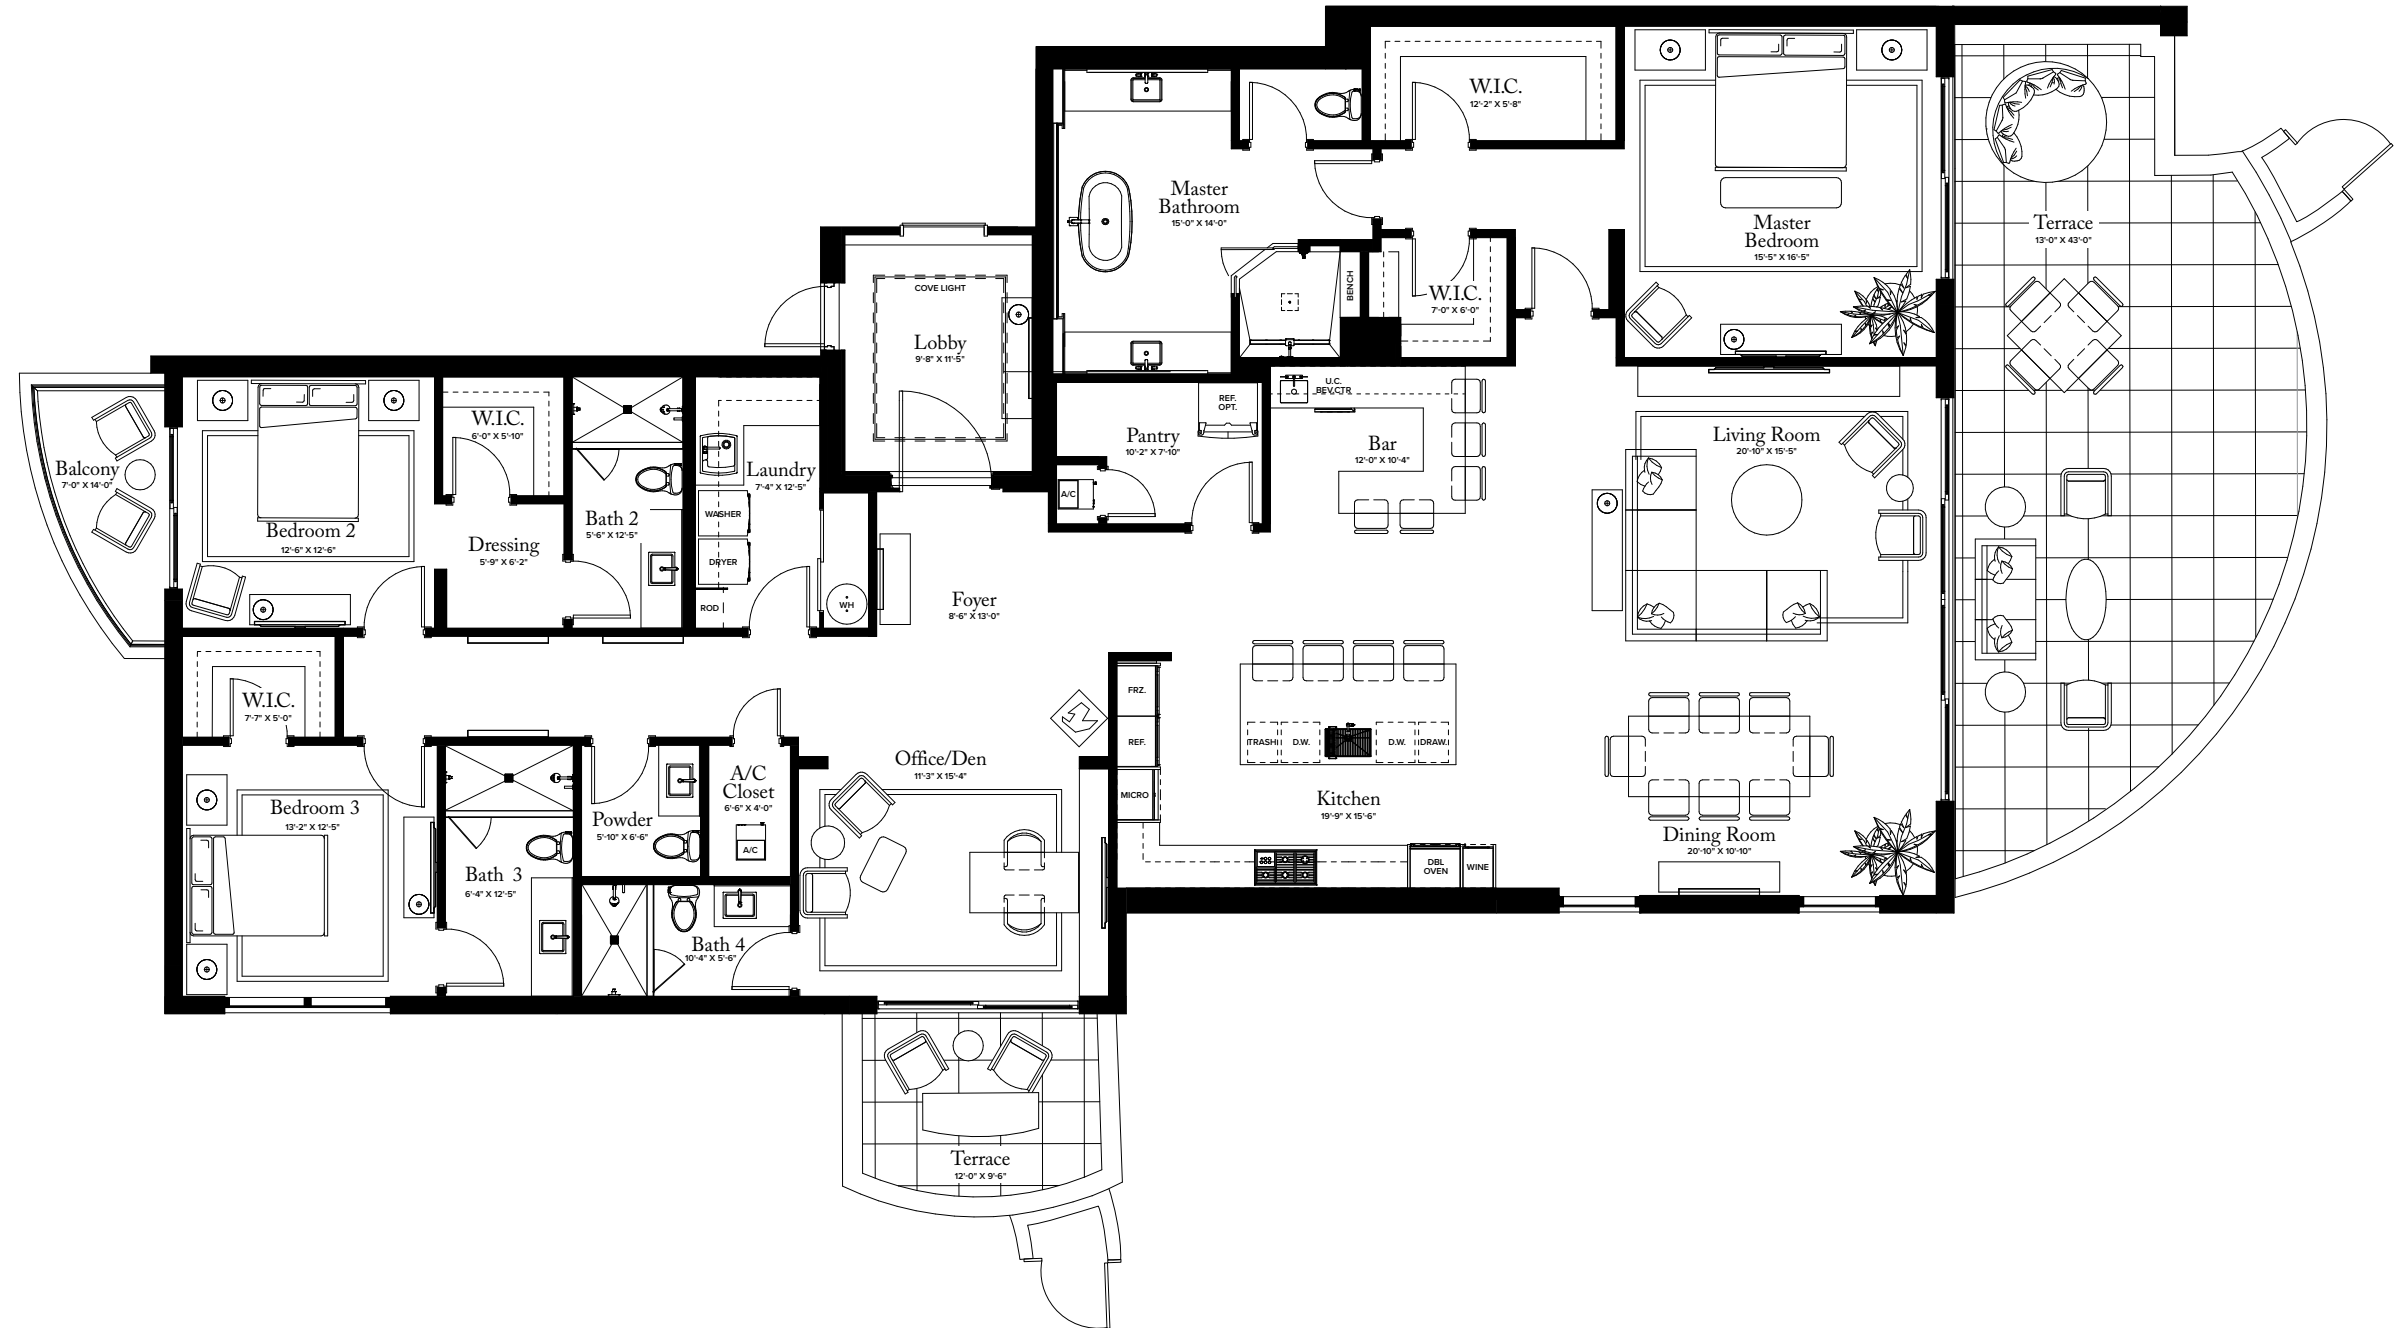 W.I.C.
12'-2" X 5'-8"
Master
Bathroom
15'-0" X 14'-0"
Master
Bedroom
15'-5" X 16'-5"
Terrace
13'-0" X 43'-0"
COVE LIGHT
Lobby
9'-8" X 11'-5"
BENCH
W.I.C.
7'-0" X 6'-0"
U.C.
BEV.CTR
REF.
OPT.
Pantry
10'-2" X 7'-10"
A/C
Bar
12'-0" X 10'-4"
Living Room
20'-10" X 15'-5"
Balcony
7'-0" X 14'-0"
Bedroom 2
12'-6" X 12'-6"
W.I.C.
6'-0" X 5'-10"
Dressing
5'-9" X 6'-2"
Bath 2
5'-6" X 12'-5"
Laundry
7'-4" X 12'-5"
WASHER
DRYER
ROD
WH
Foyer
8'-6" X 13'-0"
W.I.C.
7'-7" X 5'-0"
FRZ.
REF.
MICRO
TRASH
D.W.
D.W.
DRAW.
Kitchen
19'-9" X 15'-6"
DBL
OVEN
WINE
Dining Room
20'-10" X 10'-10"
Office/Den
11'-3" X 15'-4"
A/C
Closet
6'-6" X 4'-0"
A/C
Powder
5'-10" X 6'-6"
Bedroom 3
13'-2" X 12'-5"
Bath 3
6'-4" X 12'-5"
Bath 4
10'-4" X 5'-6"
Terrace
12'-0" X 9'-6"